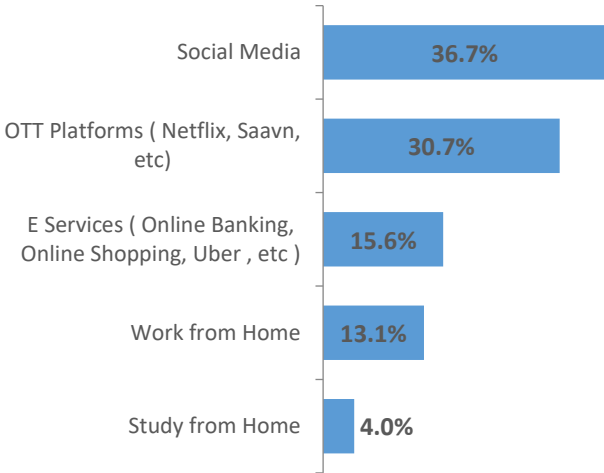 Social Media
36.7%
OTT Platforms ( Netflix, Saavn,
etc)
30.7%
E Services ( Online Banking,
Online Shopping, Uber , etc )
15.6%
Work from Home
13.1%
Study from Home
4.0%